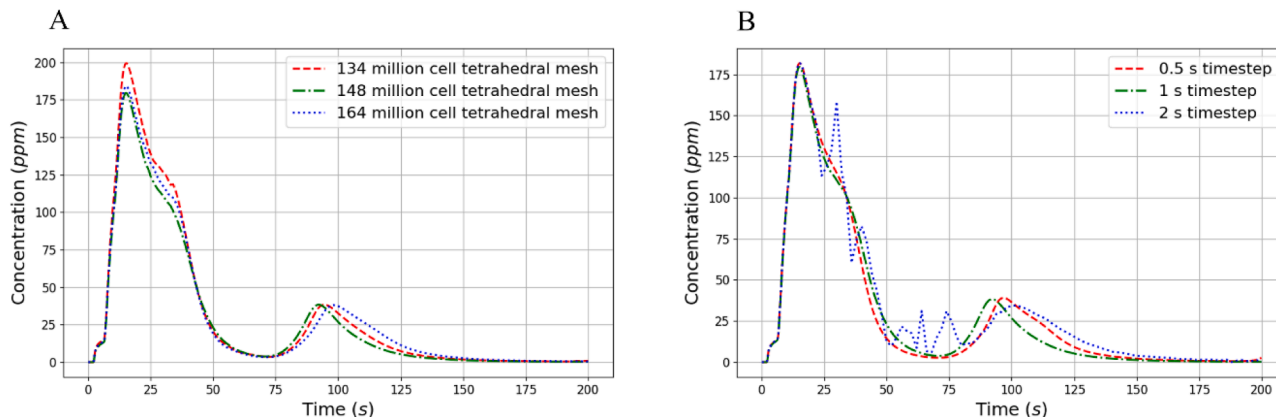 A
134 million cell tetrahedral mesh
148 million cell tetrahedral mesh
164 million cell tetrahedral mesh
Concentration (ppm)
200
175
150
125
100
75
50
25
0
0 25 50 75 100 125 150 175 200
Time (s)
B
0.5 s timestep
1 s timestep
2 s timestep
Concentration (ppm)
175
150
125
100
75
50
25
0
0 25 50 75 100 125 150 175 200
Time (s)